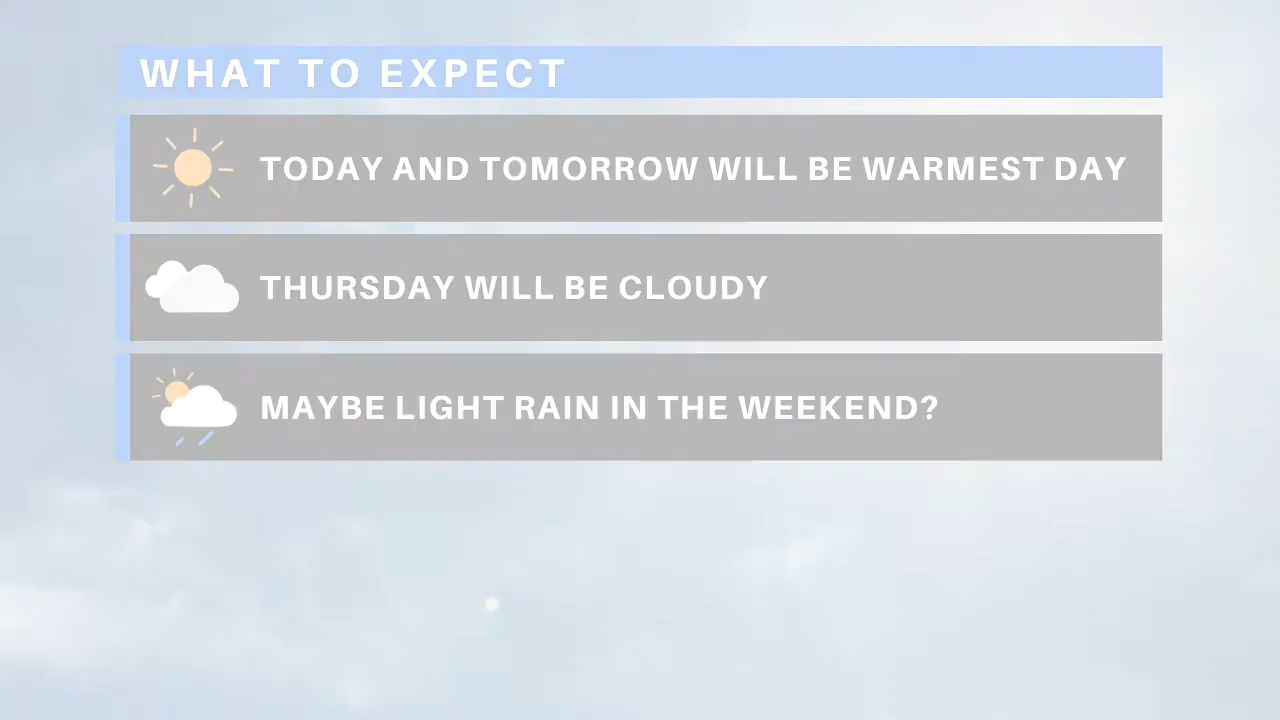 WHAT TO EXPECT
TODAY AND TOMORROW WILL BE WARMEST DAY
THURSDAY WILL BE CLOUDY
MAYBE LIGHT RAIN IN THE WEEKEND?